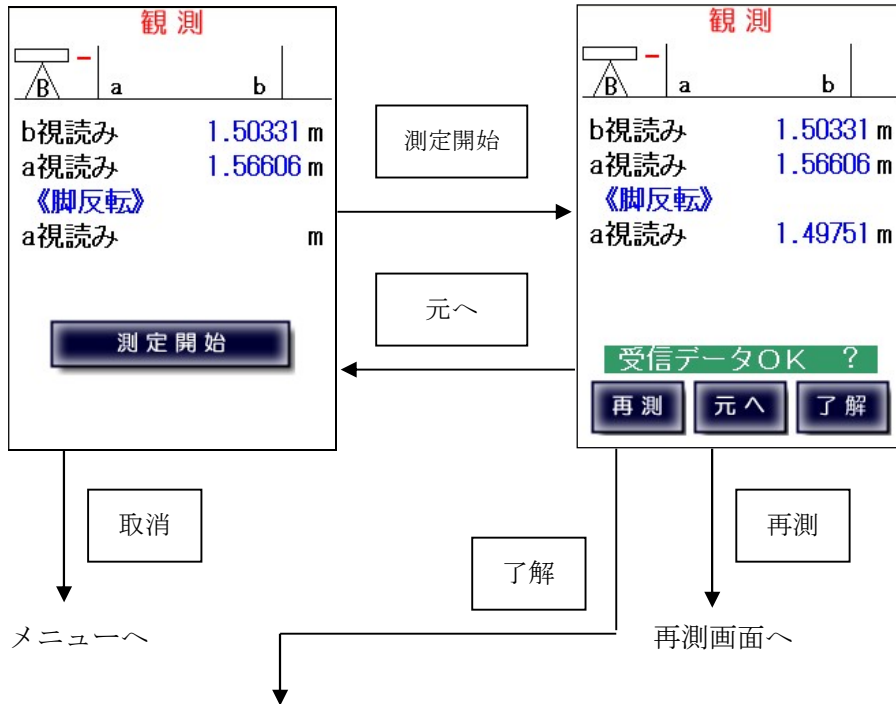 観 測
B
a
b
b視読み 1.50331 m
a視読み 1.56606 m
《脚反転》
a視読み m
測 定 開 始
測定開始
元へ
観 測
B
a
b
b視読み 1.50331 m
a視読み 1.56606 m
《脚反転》
a視読み 1.49751 m
受信データOK ?
再 測
元 へ
了 解
取消
了解
再測
メニューへ
再測画面へ